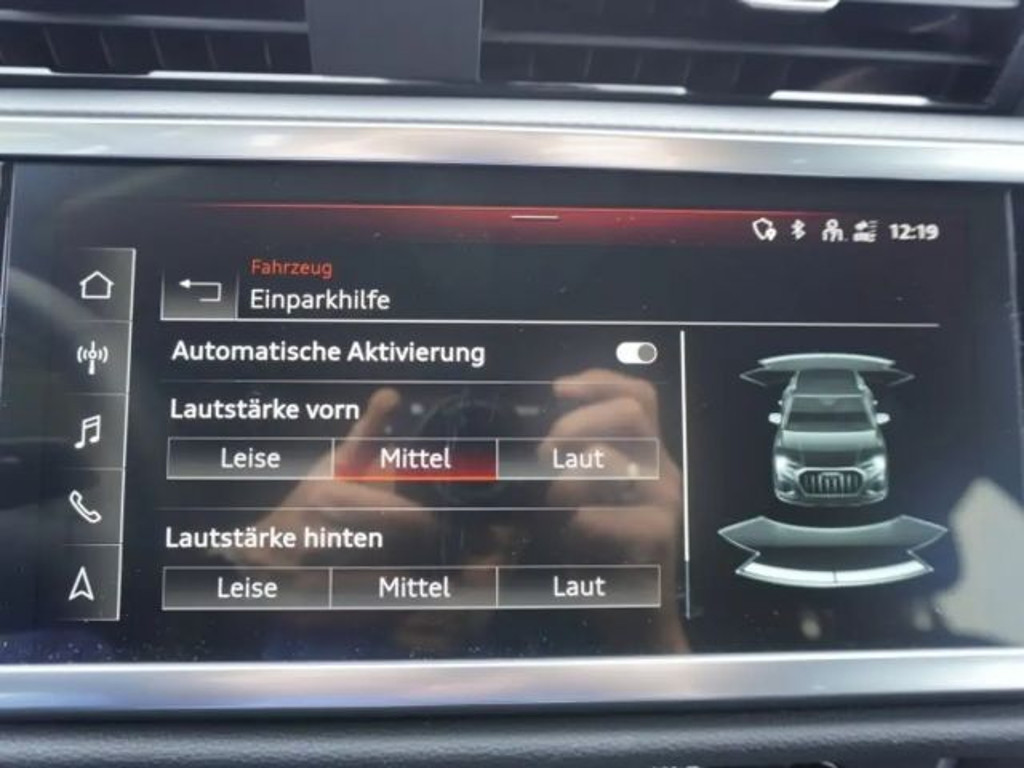 12:19
Fahrzeug
Einparkhilfe
Automatische Aktivierung
Lautstärke vorn
Leise Mittel Laut
Lautstärke hinten
Leise Mittel Laut